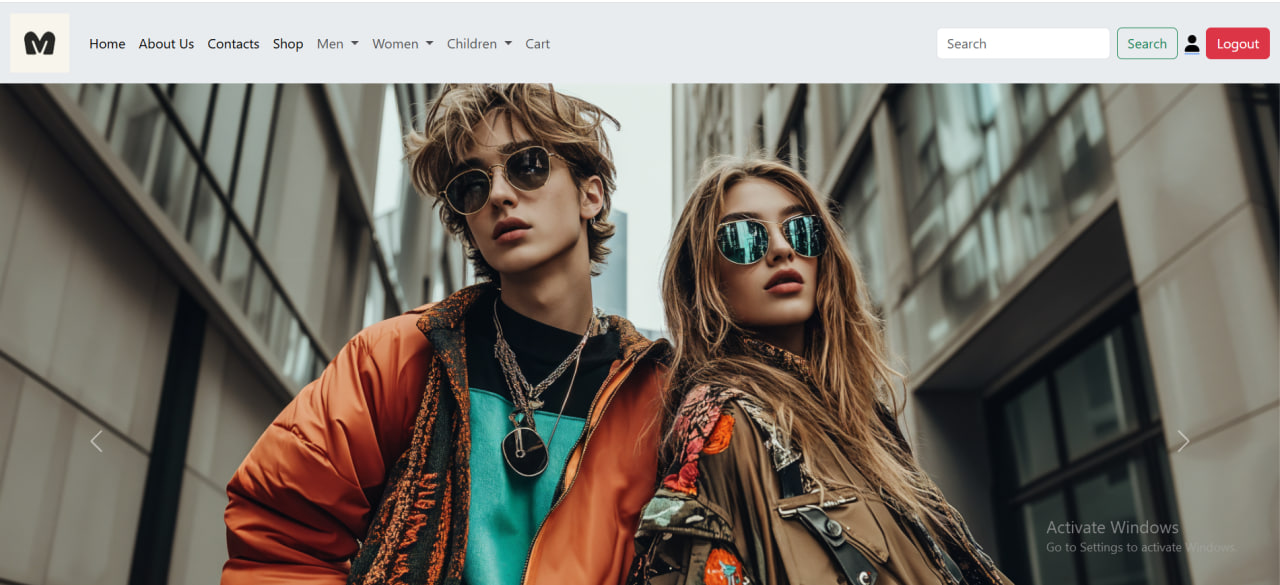 M
Home About Us Contacts Shop Men Women Children Cart
Search
Search
Logout
Activate Windows
Go to Settings to activate Windows.